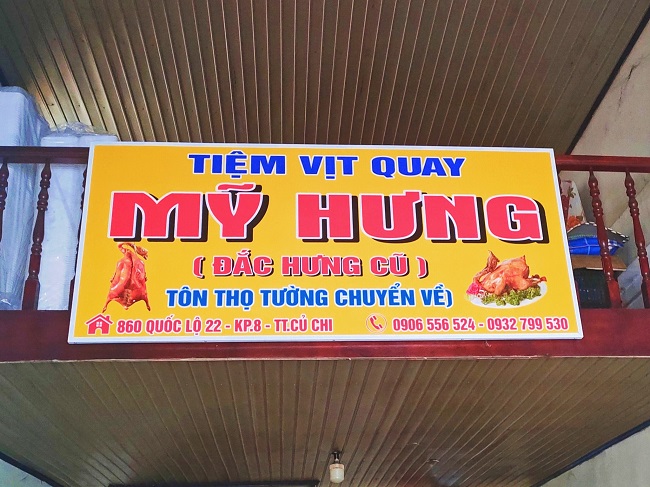 TIỆM VỊT QUAY
MỸ HƯNG
( ĐẮC HƯNG CŨ )
TÔN THỌ TƯỜNG CHUYỂN VỀ)
860 QUỐC LỘ 22 - KP.8 - TT.CỦ CHI 0906 556 524 - 0932 799 530